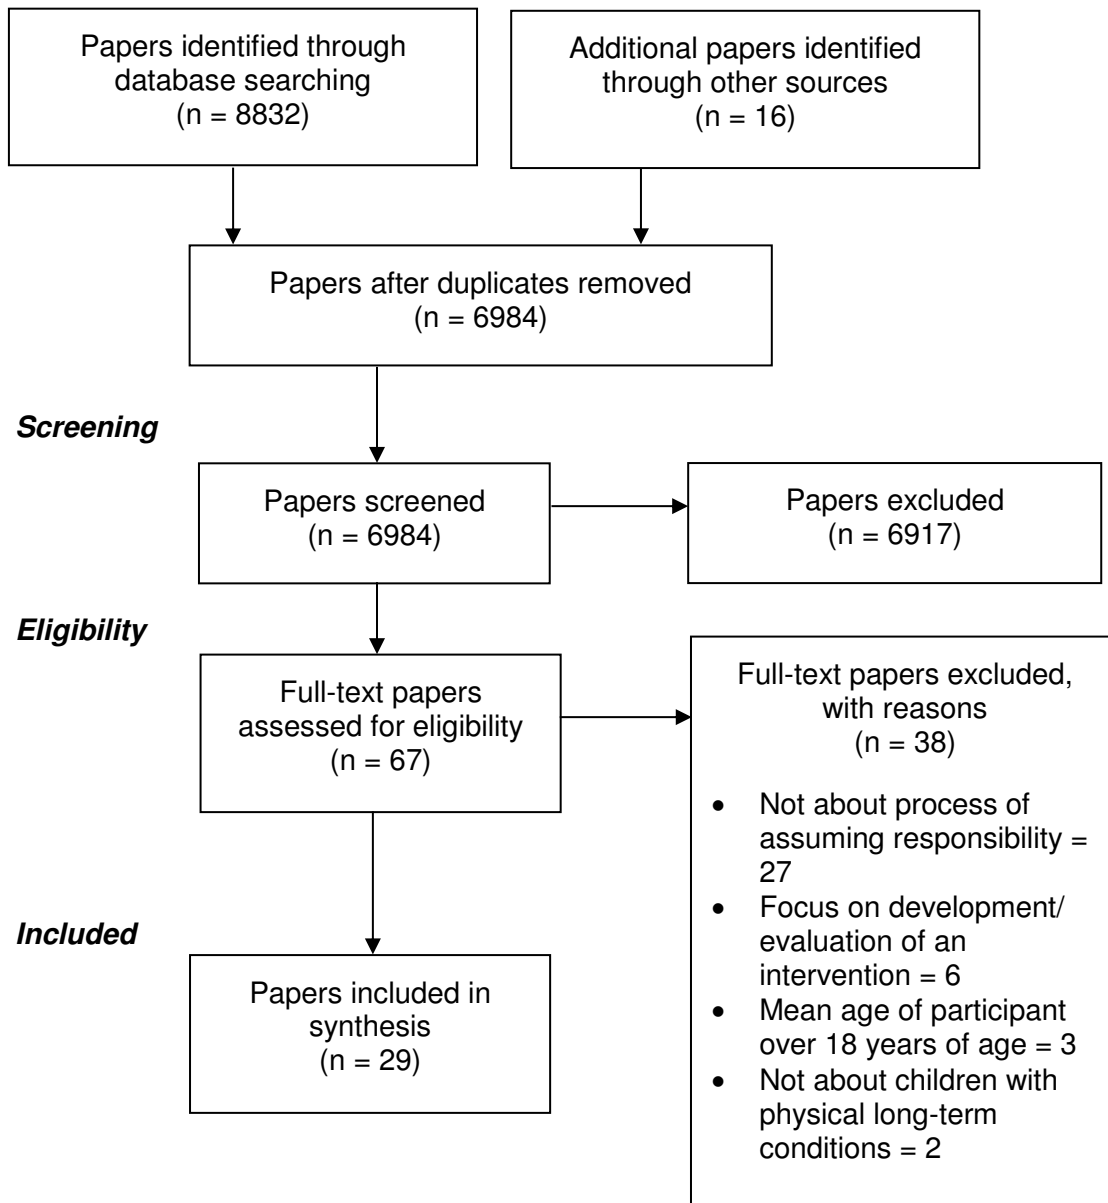 Papers identified through
database searching
(n = 8832)
Additional papers identified
through other sources
(n = 16)
Papers after duplicates removed
(n = 6984)
Screening
Papers screened
(n = 6984)
Papers excluded
(n = 6917)
Eligibility
Full-text papers
assessed for eligibility
(n = 67)
Full-text papers excluded,
with reasons
(n = 38)
• Not about process of
assuming responsibility =
27
• Focus on development/
evaluation of an
intervention = 6
• Mean age of participant
over 18 years of age = 3
• Not about children with
physical long-term
conditions = 2
Included
Papers included in
synthesis
(n = 29)